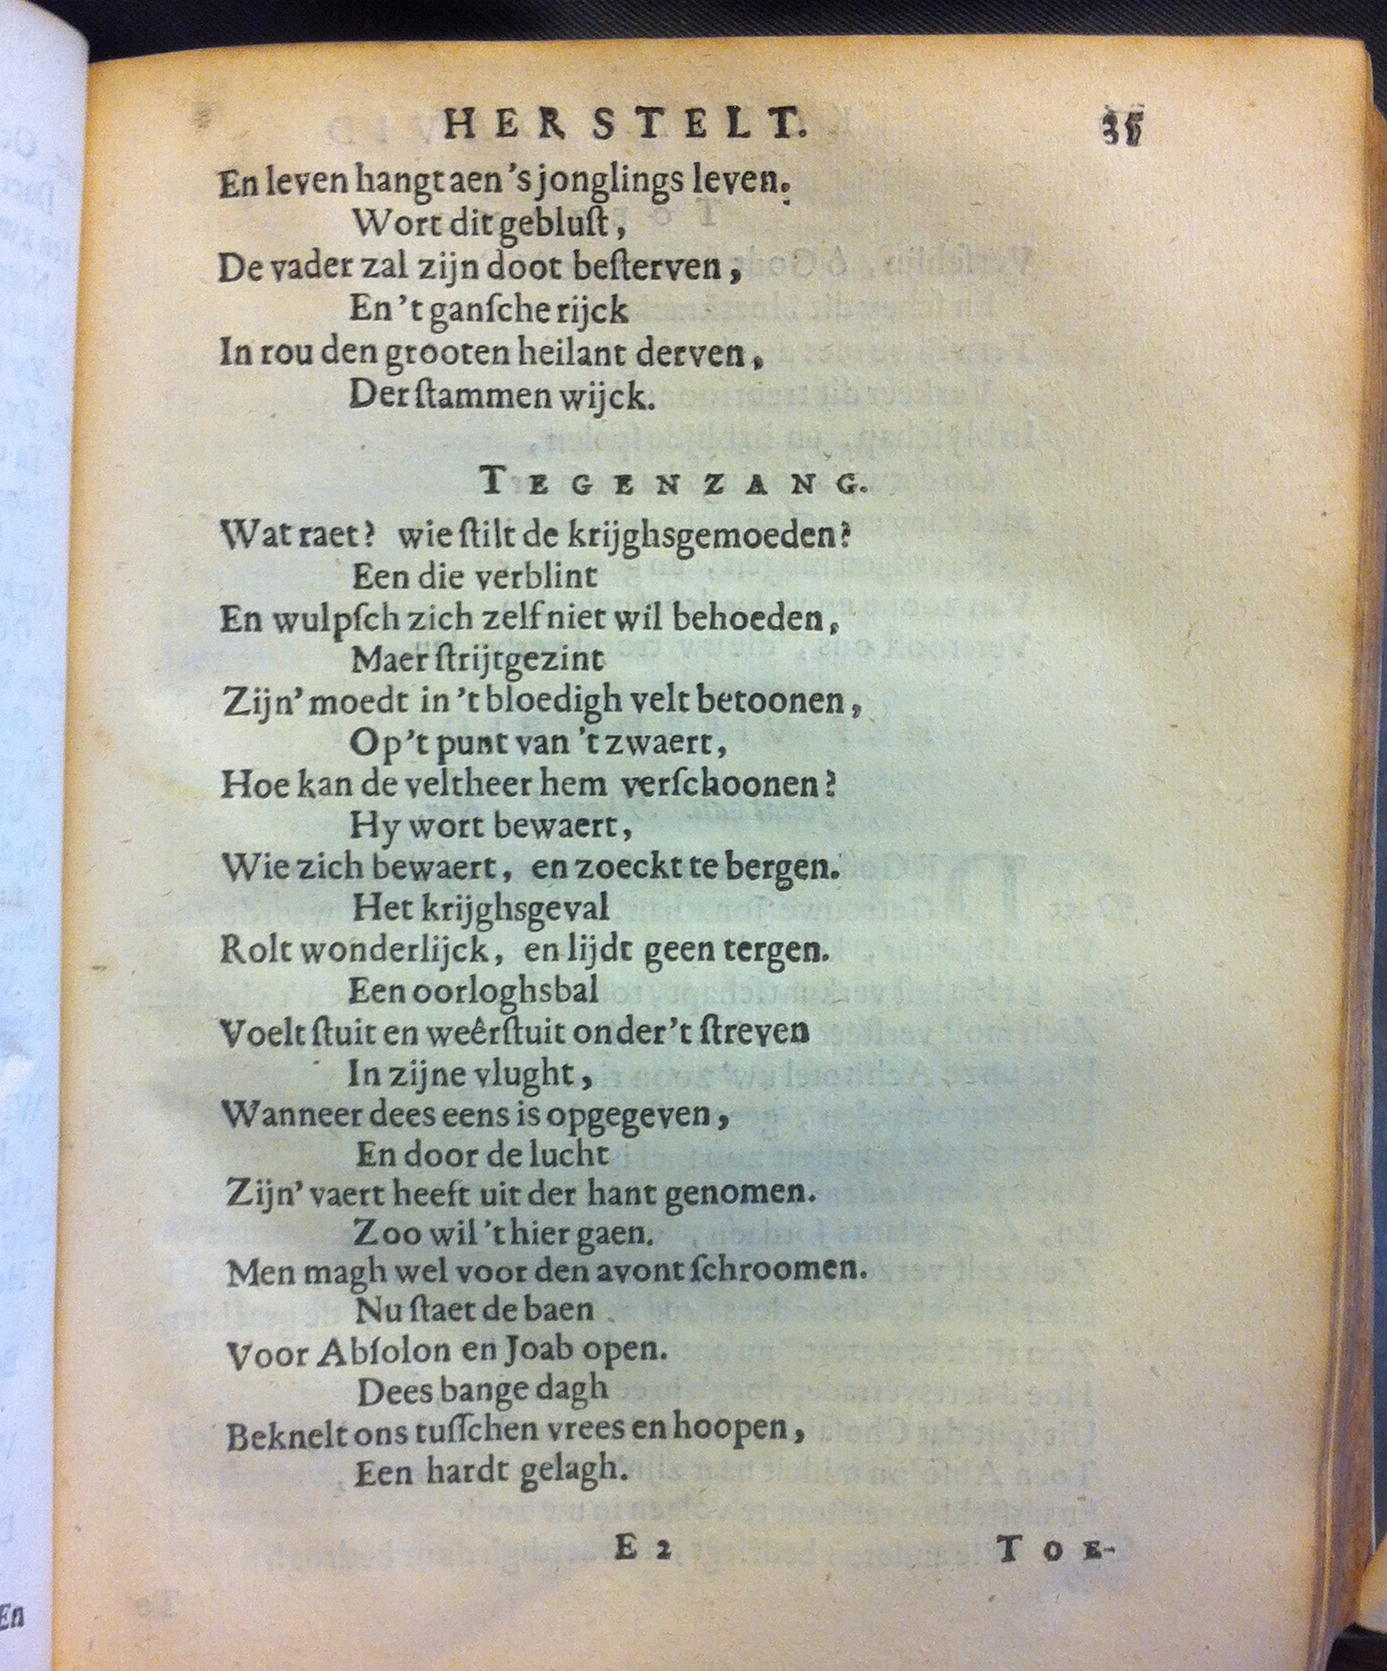 HERSTELT. 35
En leven hangt aen 's jonglings leven.
Wort dit gebluſt,
De vader zal zijn doot beſterven,
En 't ganſche rijck
In rou den grooten heilant derven,
Der ſtammen wijck.
TEGENZANG.
Wat raet? wie ſtilt de krijghsgemoeden?
Een die verblint
En wulpſch zich zelf niet wil behoeden,
Maer ſtrijtgezint
Zijn' moedt in 't bloedigh velt betoonen,
Op 't punt van 't zwaert,
Hoe kan de veltheer hem verſchoonen?
Hy wort bewaert,
Wie zich bewaert, en zoeckt te bergen.
Het krijghsgeval
Rolt wonderlijck, en lijdt geen tergen.
Een oorloghsbal
Voelt ſtuit en weêrſtuit onder 't ſtreven
In zijne vlught,
Wanneer dees eens is opgegeven,
En door de lucht
Zijn' vaert heeft uit der hant genomen.
Zoo wil 't hier gaen.
Men magh wel voor den avont ſchroomen.
Nu ſtaet de baen
Voor Abſolon en Joab open.
Dees bange dagh
Beknelt ons tuſſchen vrees en hoopen,
Een hardt gelagh.
E 2 TOE-
En